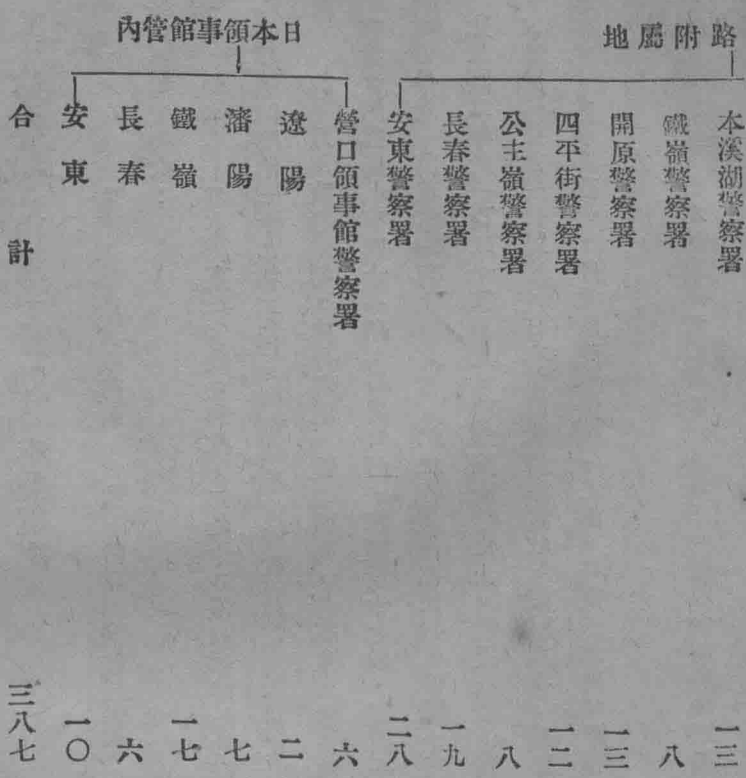 路附屬地
本溪湖警察署 一三
鐵嶺警察署 八
開原警察署 一三
四平街警察署 一二
公主嶺警察署 八
長春警察署 一九
安東警察署 二八
日本領事館管內
營口領事館警察署 六
遼陽 二
瀋陽 七
鐵嶺 一七
長春 六
安東 一〇
合計 三八七